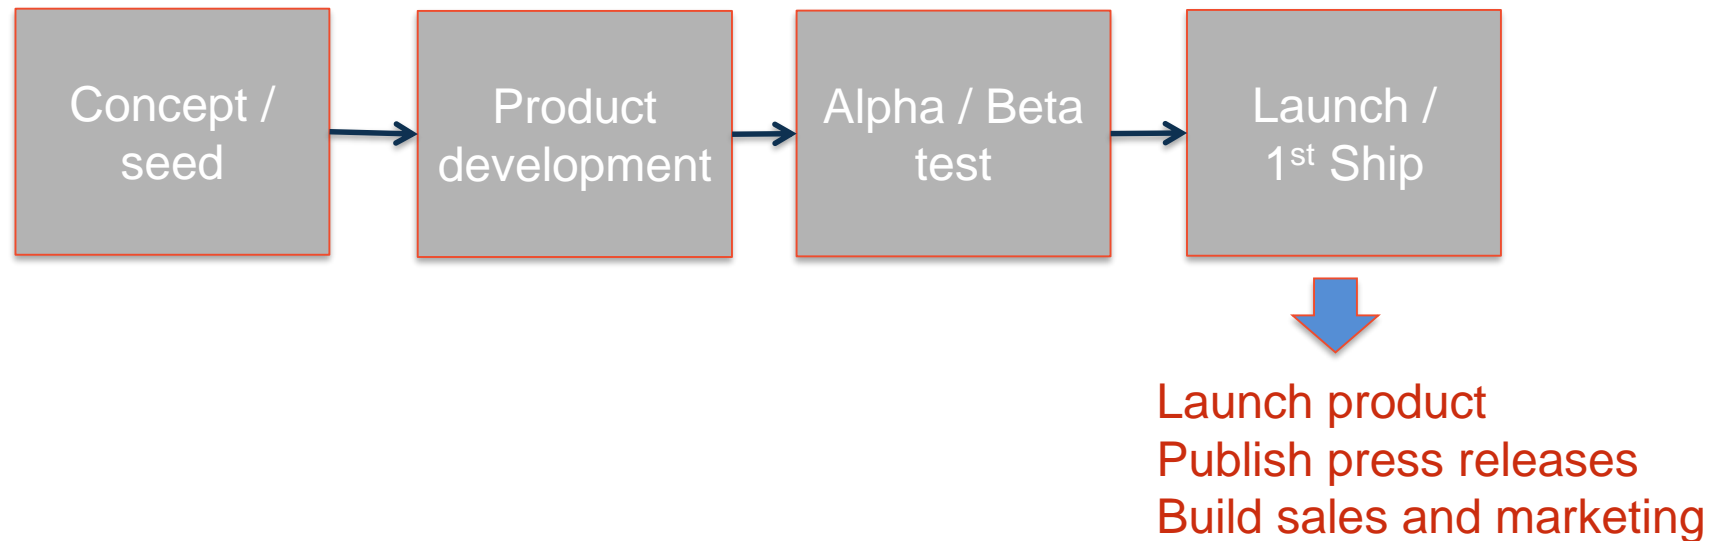 Concept /
seed
Product
development
Alpha / Beta
test
Launch /
1st Ship
Launch product
Publish press releases
Build sales and marketing